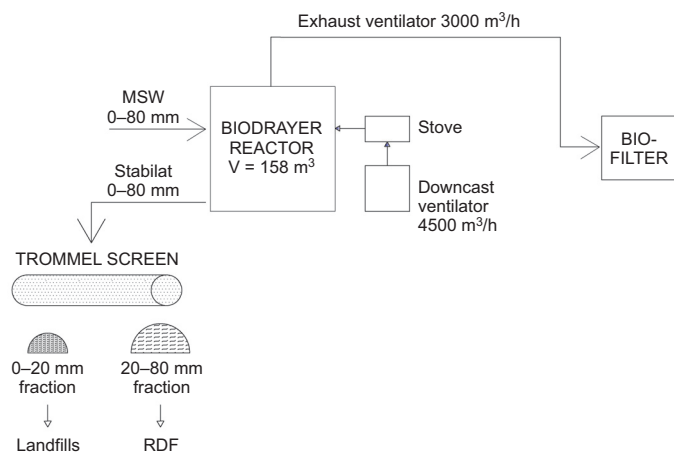 Exhaust ventilator 3000 m³/h
MSW
0–80 mm
BIODRAYER
REACTOR
V = 158 m³
Stove
BIO-
FILTER
Stabilat
0–80 mm
Downcast
ventilator
4500 m³/h
TROMMEL SCREEN
0–20 mm
fraction
20–80 mm
fraction
Landfills
RDF